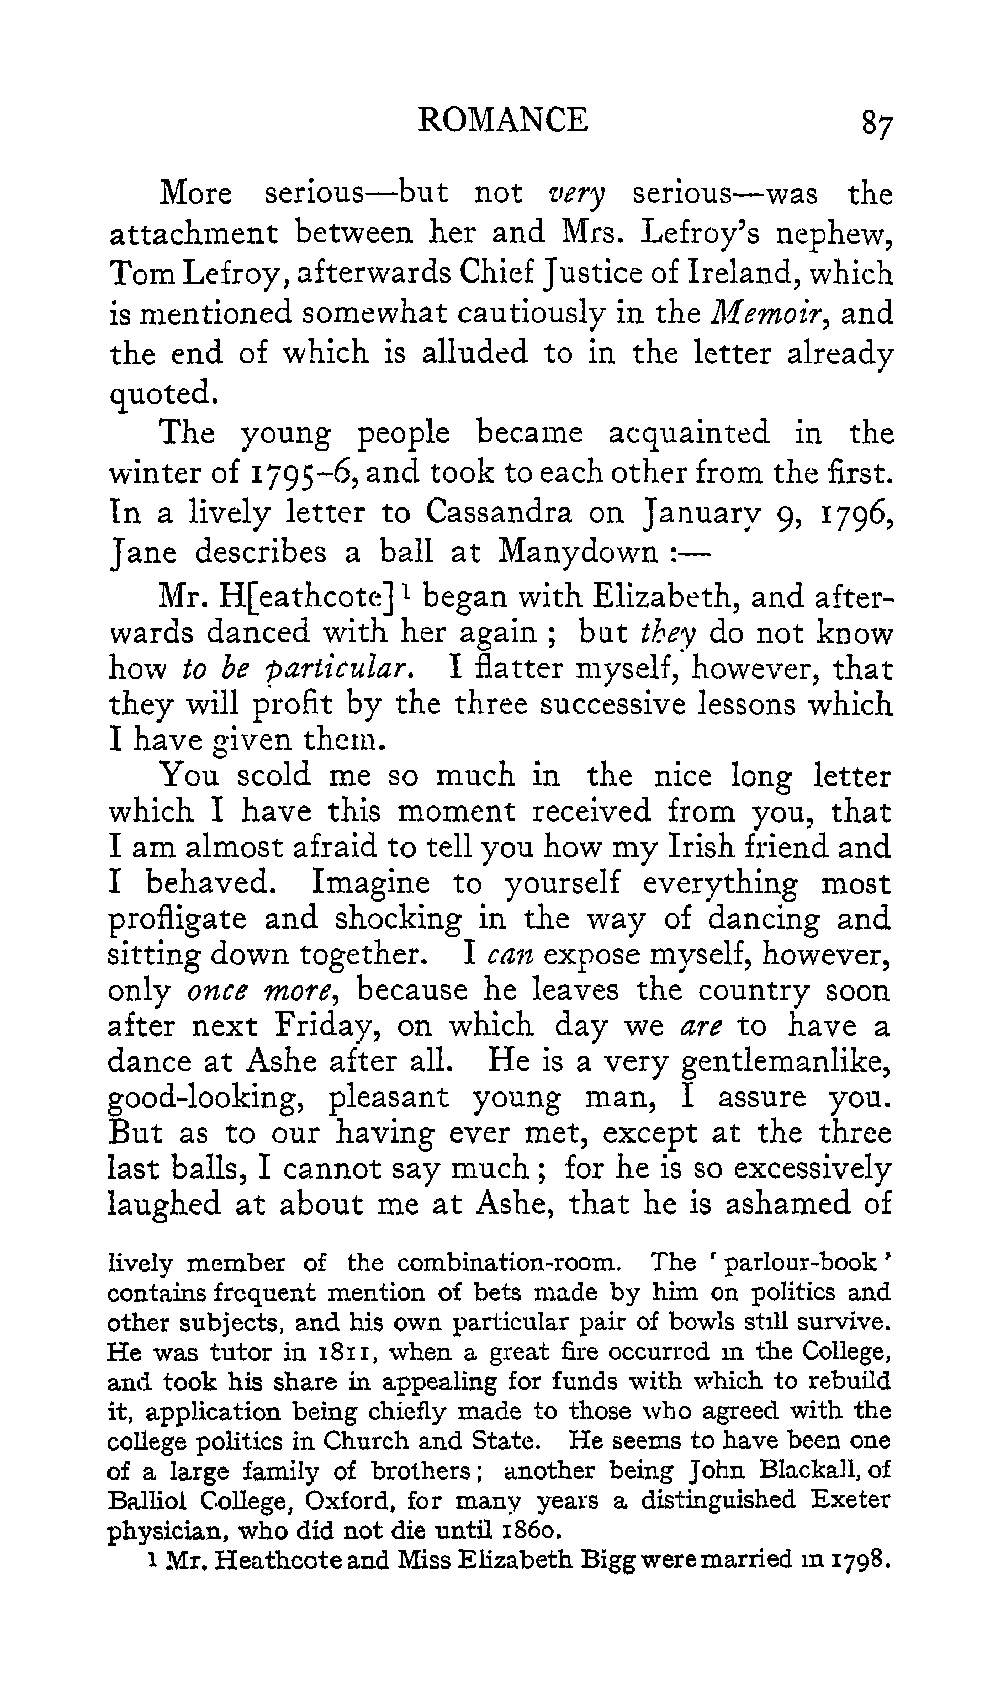 ROMANCE 87
More serious—but not very serious—was the
attachment between her and Mrs. Lefroy's nephew,
Tom Lefroy, afterwards Chief Justice of Ireland, which
is mentioned somewhat cautiously in the Memoir, and
the end of which is alluded to in the letter already
quoted.
The young people became acquainted in the
winter of 1795–6, and took to each other from the first.
In a lively letter to Cassandra on January 9, 1796,
Jane describes a ball at Manydown :—
Mr. H[eathcote]¹ began with Elizabeth, and after-
wards danced with her again ; but they do not know
how to be particular. I flatter myself, however, that
they will profit by the three successive lessons which
I have given them.
You scold me so much in the nice long letter
which I have this moment received from you, that
I am almost afraid to tell you how my Irish friend and
I behaved. Imagine to yourself everything most
profligate and shocking in the way of dancing and
sitting down together. I can expose myself, however,
only once more, because he leaves the country soon
after next Friday, on which day we are to have a
dance at Ashe after all. He is a very gentlemanlike,
good-looking, pleasant young man, I assure you.
But as to our having ever met, except at the three
last balls, I cannot say much ; for he is so excessively
laughed at about me at Ashe, that he is ashamed of
lively member of the combination-room. The ' parlour-book '
contains frequent mention of bets made by him on politics and
other subjects, and his own particular pair of bowls still survive.
He was tutor in 1811, when a great fire occurred in the College,
and took his share in appealing for funds with which to rebuild
it, application being chiefly made to those who agreed with the
college politics in Church and State. He seems to have been one
of a large family of brothers ; another being John Blackall, of
Balliol College, Oxford, for many years a distinguished Exeter
physician, who did not die until 1860.
¹ Mr. Heathcote and Miss Elizabeth Bigg were married in 1798.